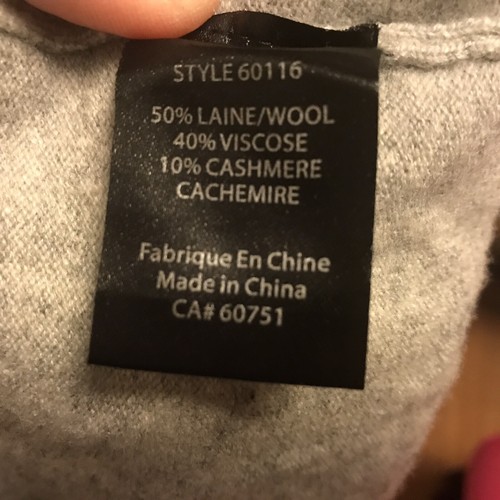 STYLE 60116
50% LAINE/WOOL
40% VISCOSE
10% CASHMERE
CACHEMIRE
Fabrique En Chine
Made in China
CA# 60751